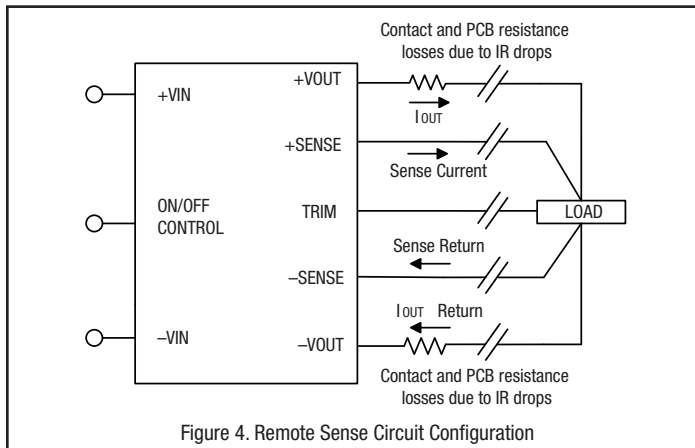 Contact and PCB resistance
losses due to IR drops
+VOUT
+VIN
IOUT
+SENSE
Sense Current
ON/OFF
CONTROL
TRIM
LOAD
Sense Return
–SENSE
IOUT Return
–VIN
–VOUT
Contact and PCB resistance
losses due to IR drops
Figure 4. Remote Sense Circuit Configuration